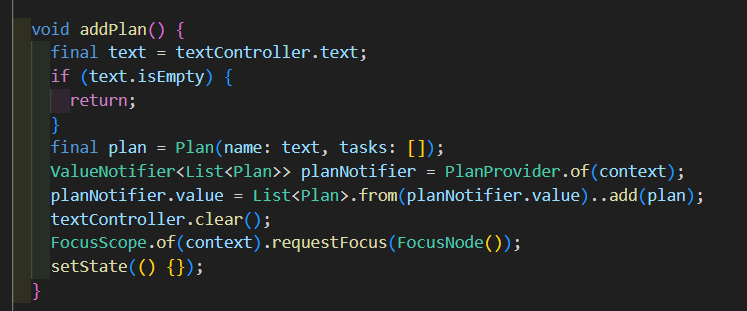 void addPlan() {
final text = textController.text;
if (text.isEmpty) {
return;
}
final plan = Plan(name: text, tasks: []);
ValueNotifier<List<Plan>> planNotifier = PlanProvider.of(context);
planNotifier.value = List<Plan>.from(planNotifier.value)..add(plan);
textController.clear();
FocusScope.of(context).requestFocus(FocusNode());
setState(() {});
}